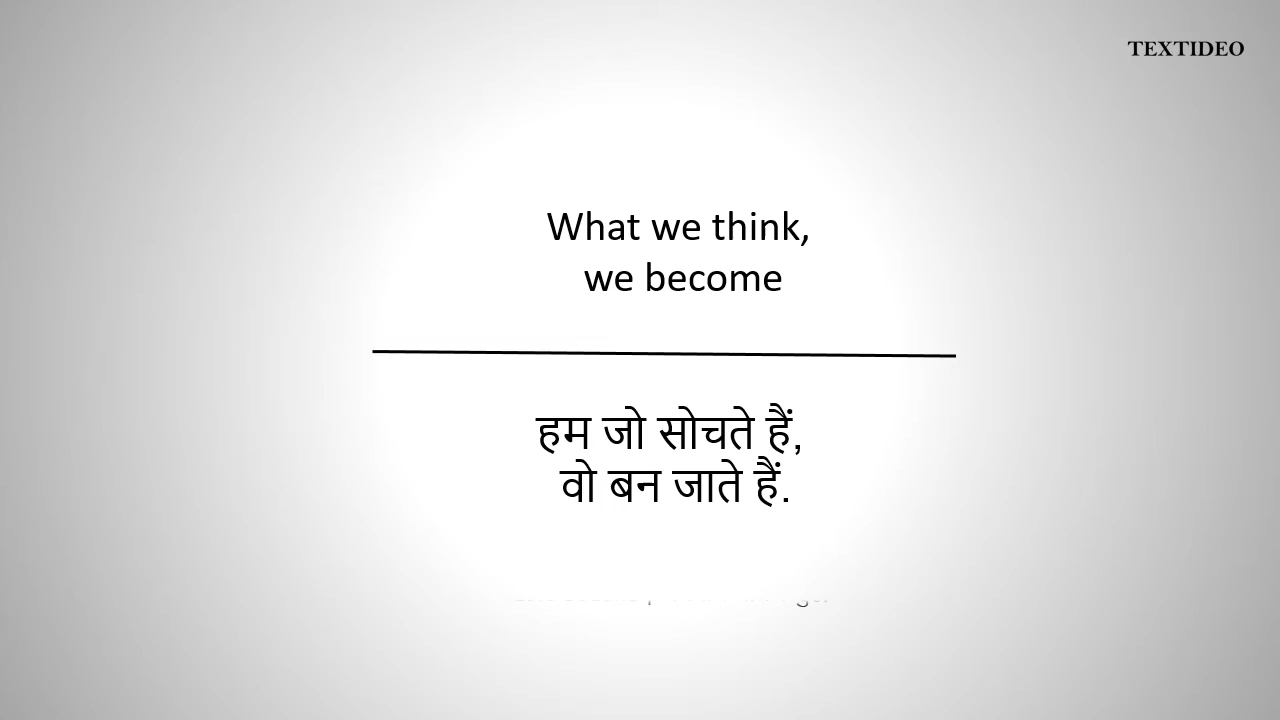 TEXTIDEO
What we think,
we become
हम जो सोचते हैं,
वो बन जाते हैं.